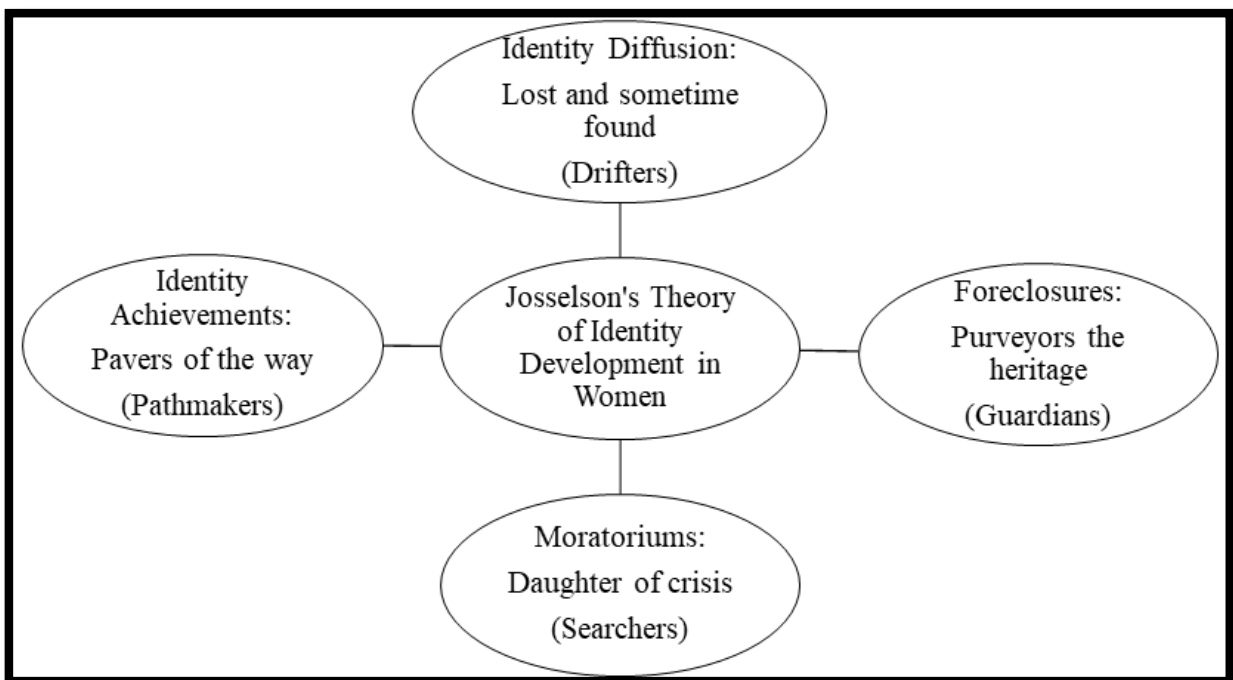 Identity Diffusion:
Lost and sometime
found
(Drifters)
Identity
Achievements:
Pavers of the way
(Pathmakers)
Josselson's Theory
of Identity
Development in
Women
Foreclosures:
Purveyors the
heritage
(Guardians)
Moratoriums:
Daughter of crisis
(Searchers)